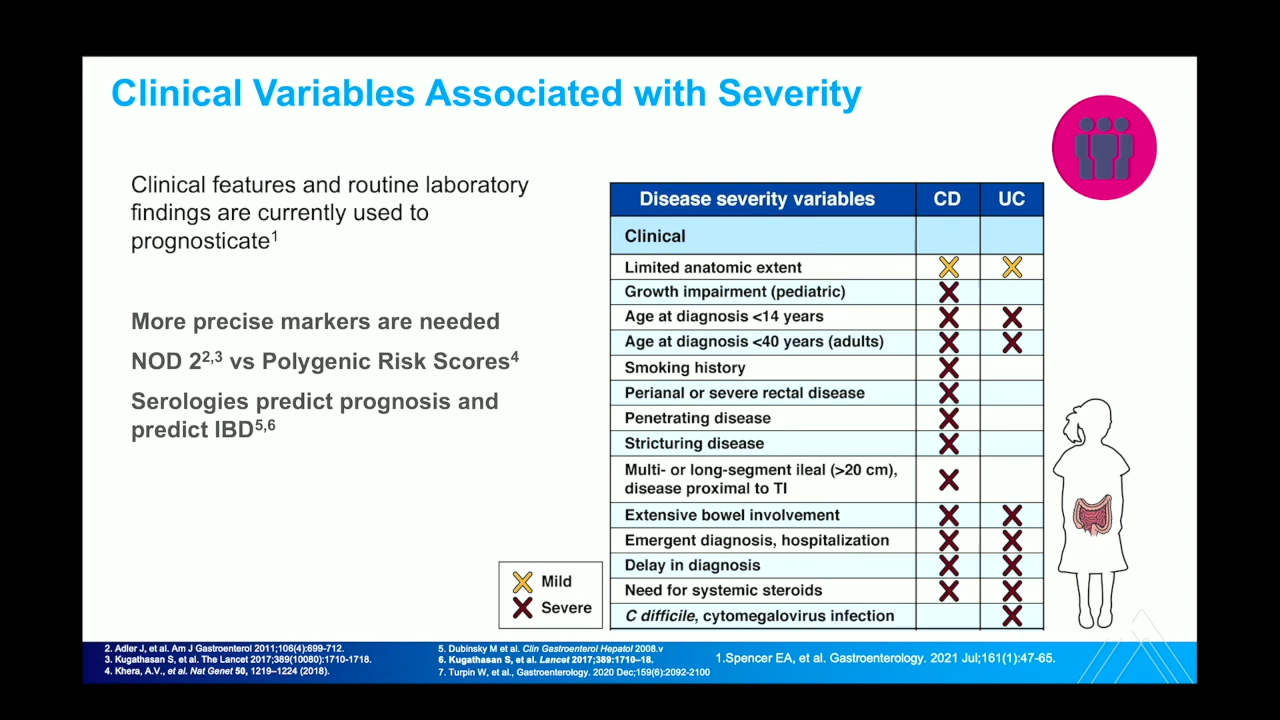 Clinical Variables Associated with Severity
Clinical features and routine laboratory
findings are currently used to
prognosticate1
More precise markers are needed
NOD 22,3 vs Polygenic Risk Scores4
Serologies predict prognosis and
predict IBD5,6
Disease severity variables CD UC
Clinical
Limited anatomic extent
Growth impairment (pediatric)
Age at diagnosis <14 years
Age at diagnosis <40 years (adults)
Smoking history
Perianal or severe rectal disease
Penetrating disease
Stricturing disease
Multi- or long-segment ileal (>20 cm),
disease proximal to TI
Extensive bowel involvement
Emergent diagnosis, hospitalization
Delay in diagnosis
Need for systemic steroids
C difficile, cytomegalovirus infection
Mild
Severe
2. Adler J, et al. Am J Gastroenterol 2011;106(4):699-712.
3. Kugathasan S, et al. The Lancet 2017;389(10080):1710-1718.
4. Khera, A.V., et al. Nat Genet 50, 1219–1224 (2018).
5. Dubinsky M et al. Clin Gastroenterol Hepatol 2008.v
6. Kugathasan S, et al. Lancet 2017;389:1710–18.
7. Turpin W, et al., Gastroenterology. 2020 Dec;159(6):2092-2100
1.Spencer EA, et al. Gastroenterology. 2021 Jul;161(1):47-65.